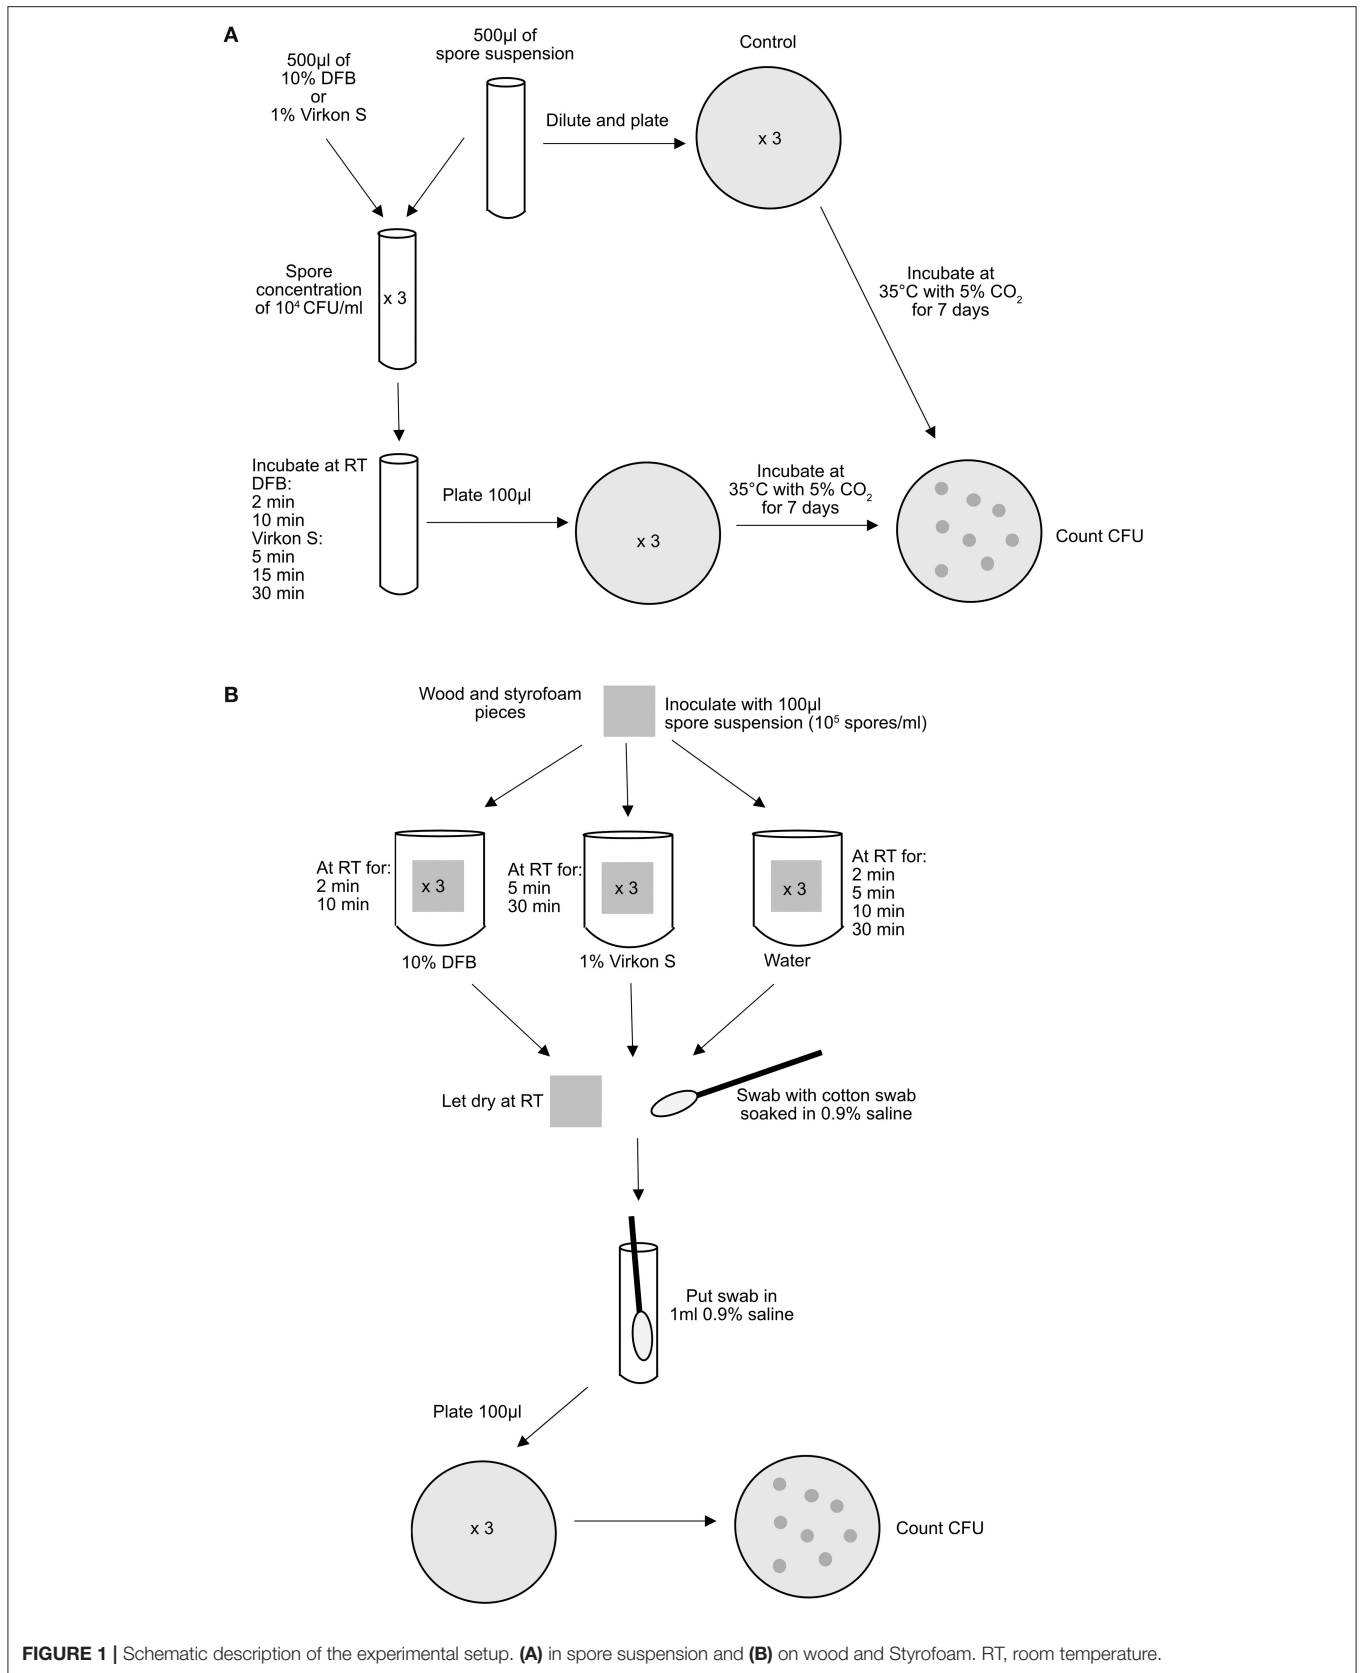 A
500µl of
10% DFB
or
1% Virkon S
500µl of
spore suspension
Dilute and plate
Control
x 3
Spore
concentration
of 10⁴ CFU/ml
x 3
Incubate at
35°C with 5% CO₂
for 7 days
Incubate at RT
DFB:
2 min
10 min
Virkon S:
5 min
15 min
30 min
Plate 100µl
x 3
Incubate at
35°C with 5% CO₂
for 7 days
Count CFU
B
Wood and styrofoam
pieces
Inoculate with 100µl
spore suspension (10⁵ spores/ml)
At RT for:
2 min
10 min
x 3
10% DFB
At RT for:
5 min
30 min
x 3
1% Virkon S
x 3
At RT for:
2 min
5 min
10 min
30 min
Water
Let dry at RT
Swab with cotton swab
soaked in 0.9% saline
Put swab in
1ml 0.9% saline
Plate 100µl
x 3
Count CFU
FIGURE 1 | Schematic description of the experimental setup. (A) in spore suspension and (B) on wood and Styrofoam. RT, room temperature.